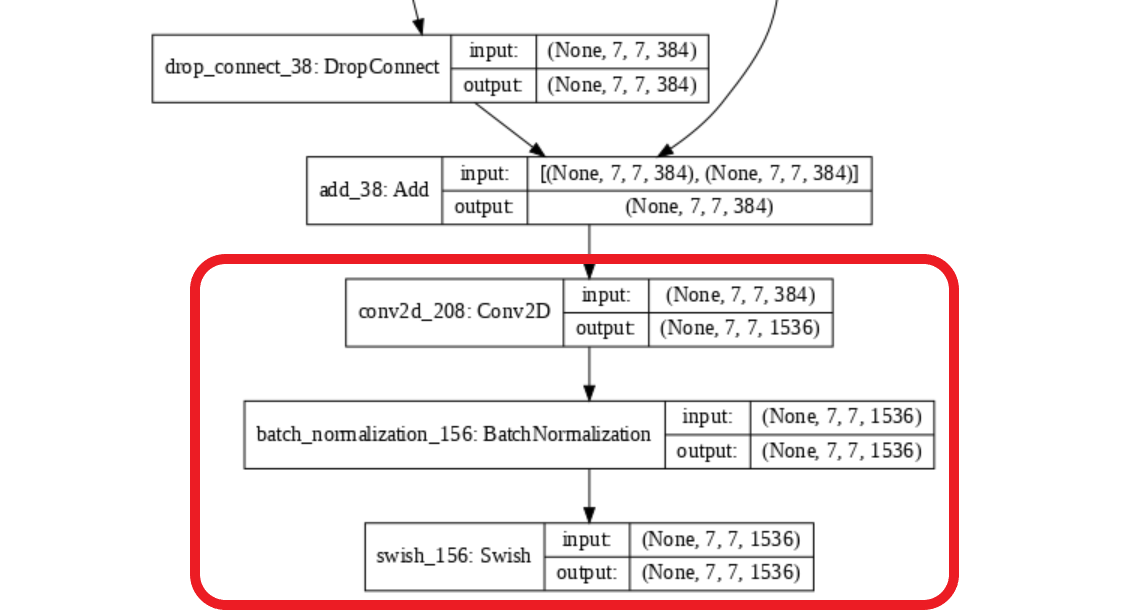 drop_connect_38: DropConnect
input: (None, 7, 7, 384)
output: (None, 7, 7, 384)
add_38: Add
input: [(None, 7, 7, 384), (None, 7, 7, 384)]
output: (None, 7, 7, 384)
conv2d_208: Conv2D
input: (None, 7, 7, 384)
output: (None, 7, 7, 1536)
batch_normalization_156: BatchNormalization
input: (None, 7, 7, 1536)
output: (None, 7, 7, 1536)
swish_156: Swish
input: (None, 7, 7, 1536)
output: (None, 7, 7, 1536)